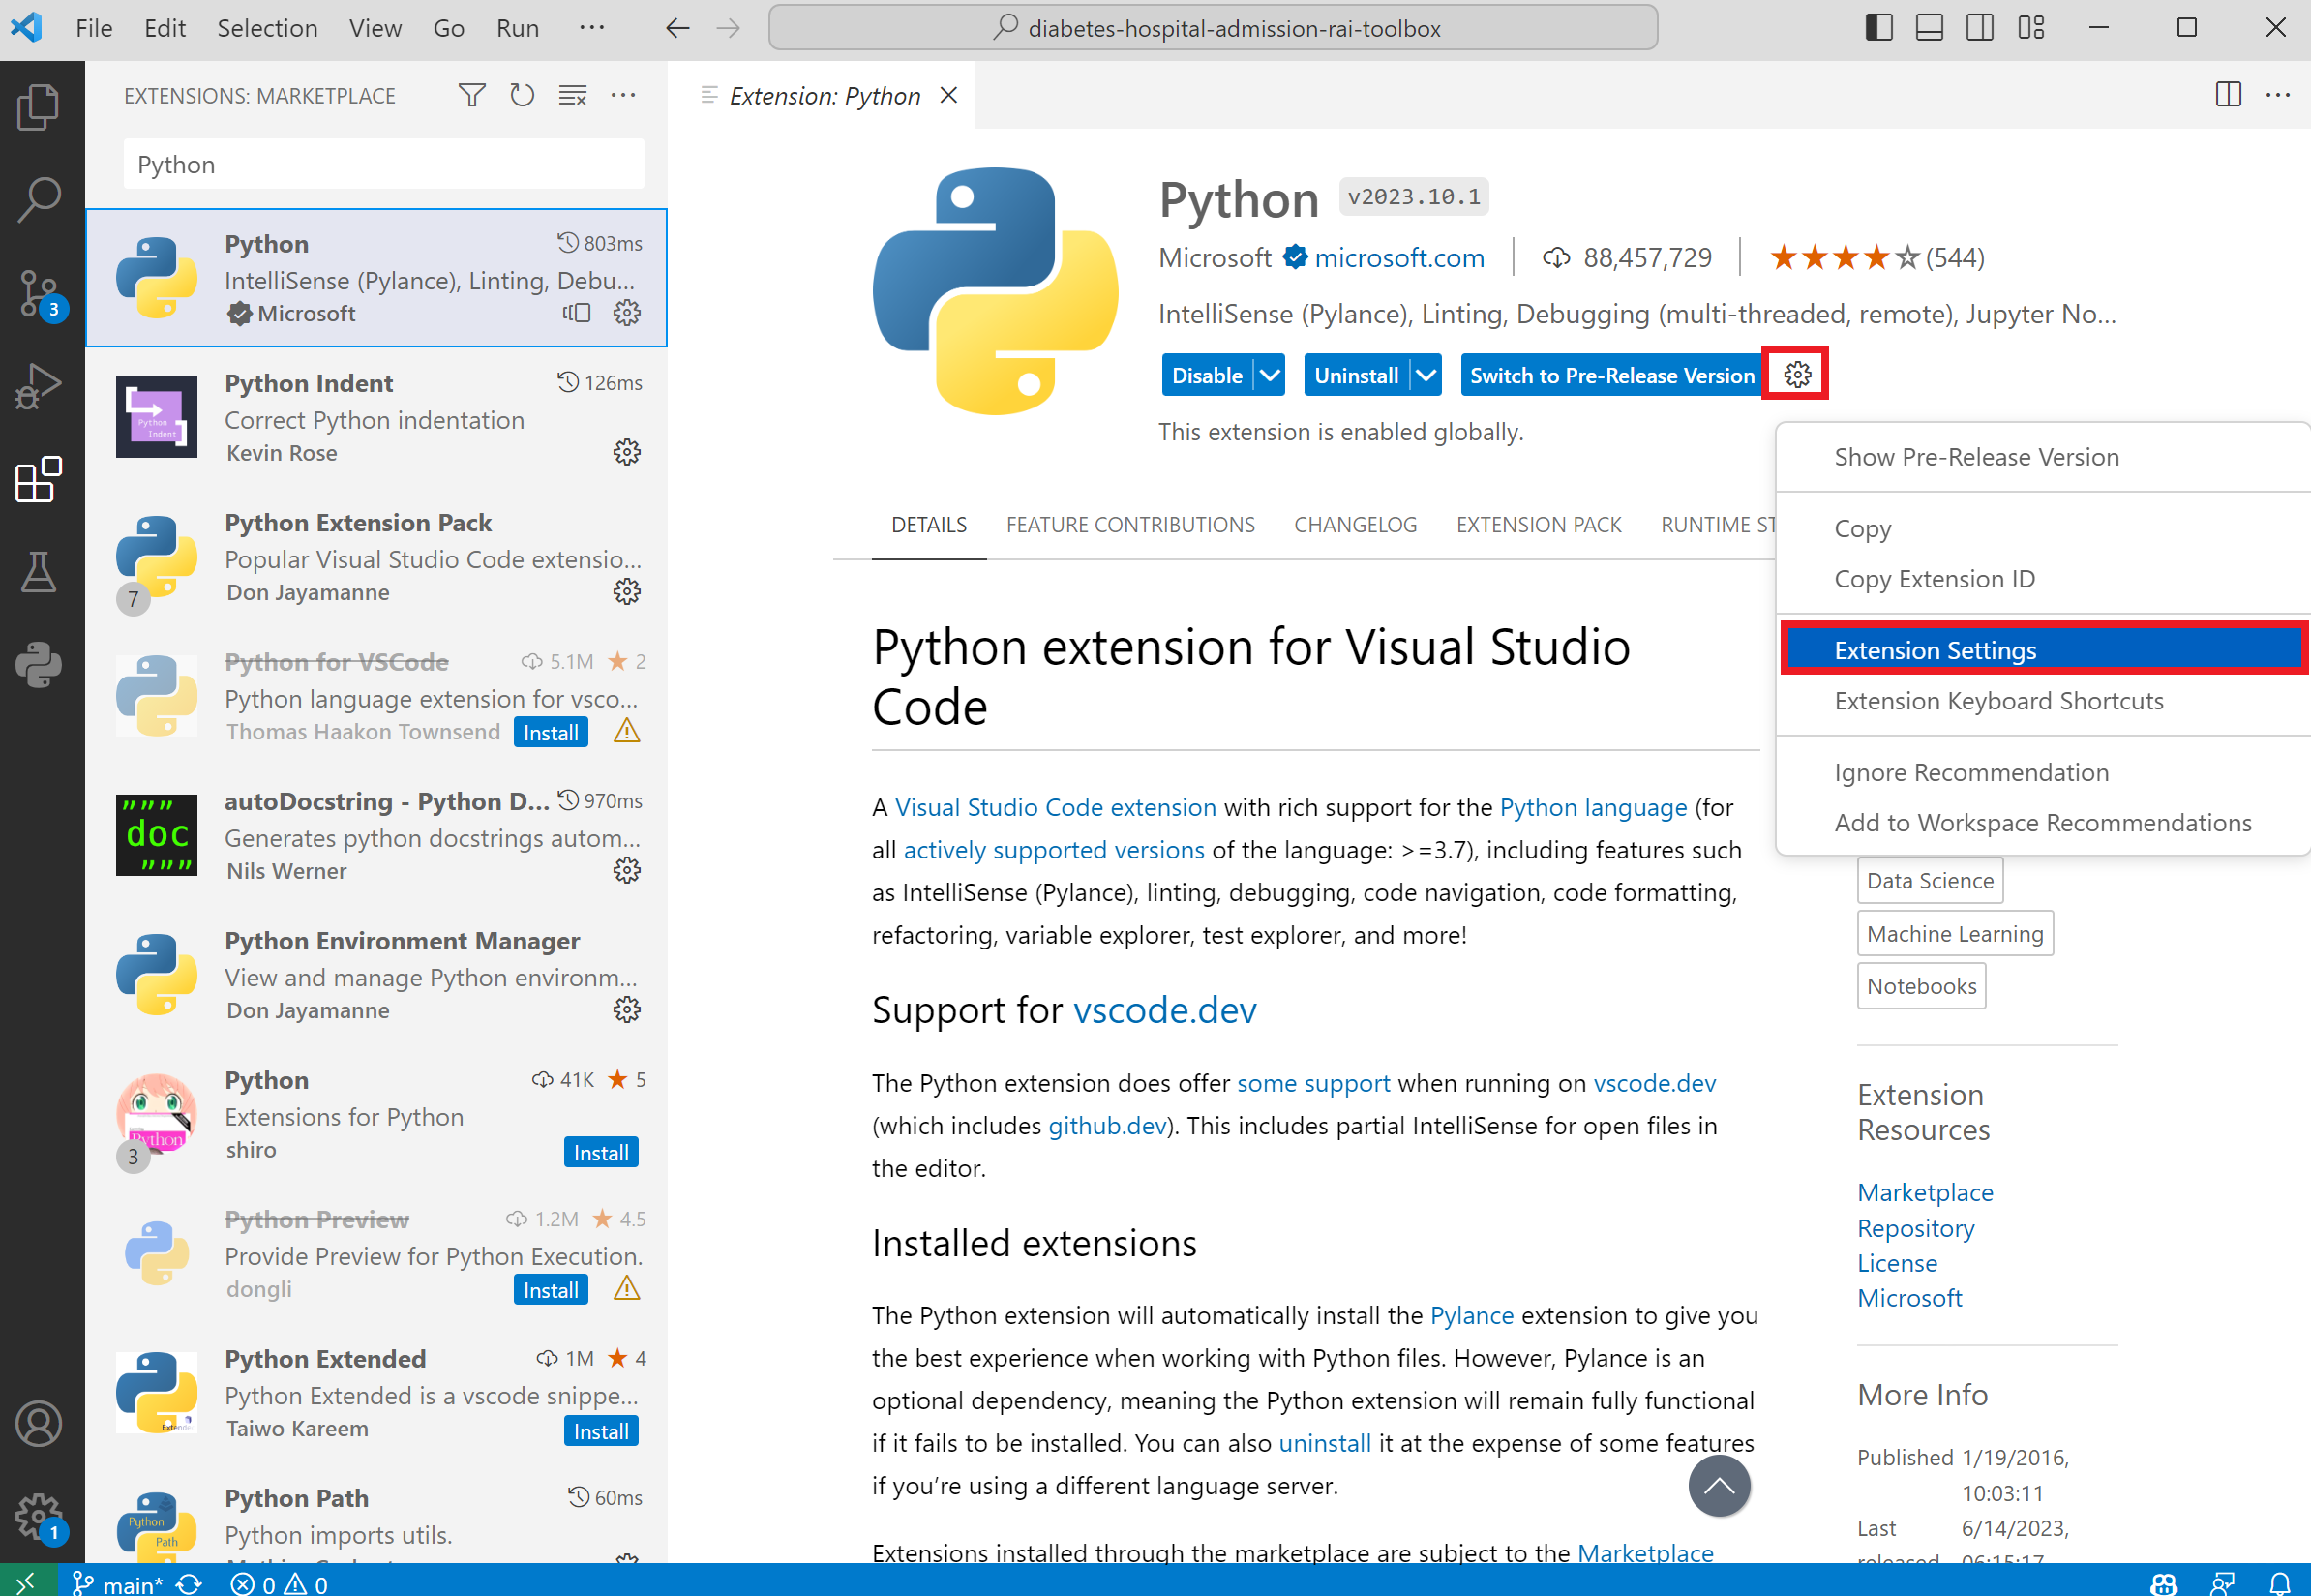 File Edit Selection View Go Run ···
diabetes-hospital-admission-rai-toolbox
EXTENSIONS: MARKETPLACE
Python
Python 803ms
IntelliSense (Pylance), Linting, Debu...
Microsoft
Python Indent 126ms
Correct Python indentation
Kevin Rose
Python Indent
Python Extension Pack
Popular Visual Studio Code extensio...
Don Jayamanne
7
Python for VSCode 5.1M 2
Python language extension for vsco...
Thomas Haakon Townsend Install
autoDocstring - Python D... 970ms
Generates python docstrings autom...
Nils Werner
""" doc """
Python Environment Manager
View and manage Python environm...
Don Jayamanne
Python 41K 5
Extensions for Python
shiro Install
Python
3
Python Preview 1.2M 4.5
Provide Preview for Python Execution.
dongli Install
Python Extended 1M 4
Python Extended is a vscode snippe...
Taiwo Kareem Install
Python Path 60ms
Python imports utils.
Python Path
3
1
Extension: Python
Python v2023.10.1
Microsoft microsoft.com 88,457,729 (544)
IntelliSense (Pylance), Linting, Debugging (multi-threaded, remote), Jupyter No...
Disable Uninstall Switch to Pre-Release Version
This extension is enabled globally.
DETAILS FEATURE CONTRIBUTIONS CHANGELOG EXTENSION PACK RUNTIME ST
Show Pre-Release Version
Copy
Copy Extension ID
Extension Settings
Extension Keyboard Shortcuts
Ignore Recommendation
Add to Workspace Recommendations
Python extension for Visual Studio
Code
A Visual Studio Code extension with rich support for the Python language (for
all actively supported versions of the language: >=3.7), including features such
as IntelliSense (Pylance), linting, debugging, code navigation, code formatting,
refactoring, variable explorer, test explorer, and more!
Support for vscode.dev
The Python extension does offer some support when running on vscode.dev
(which includes github.dev). This includes partial IntelliSense for open files in
the editor.
Installed extensions
The Python extension will automatically install the Pylance extension to give you
the best experience when working with Python files. However, Pylance is an
optional dependency, meaning the Python extension will remain fully functional
if it fails to be installed. You can also uninstall it at the expense of some features
if you’re using a different language server.
Extensions installed through the marketplace are subject to the Marketplace
Data Science
Machine Learning
Notebooks
Extension
Resources
Marketplace
Repository
License
Microsoft
More Info
Published 1/19/2016,
10:03:11
Last 6/14/2023,
released 06:15:17
main* 0 0